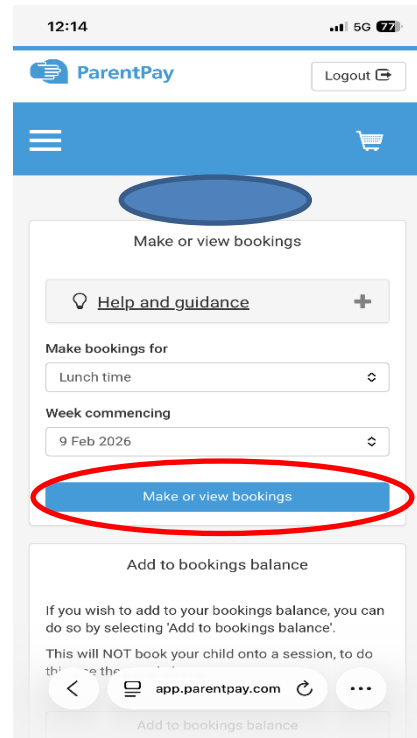 12:14 5G 77
ParentPay Logout
Make or view bookings
Help and guidance
Make bookings for
Lunch time
Week commencing
9 Feb 2026
Make or view bookings
Add to bookings balance
If you wish to add to your bookings balance, you can
do so by selecting 'Add to bookings balance'.
This will NOT book your child onto a session, to do
app.parentpay.com
Add to bookings balance